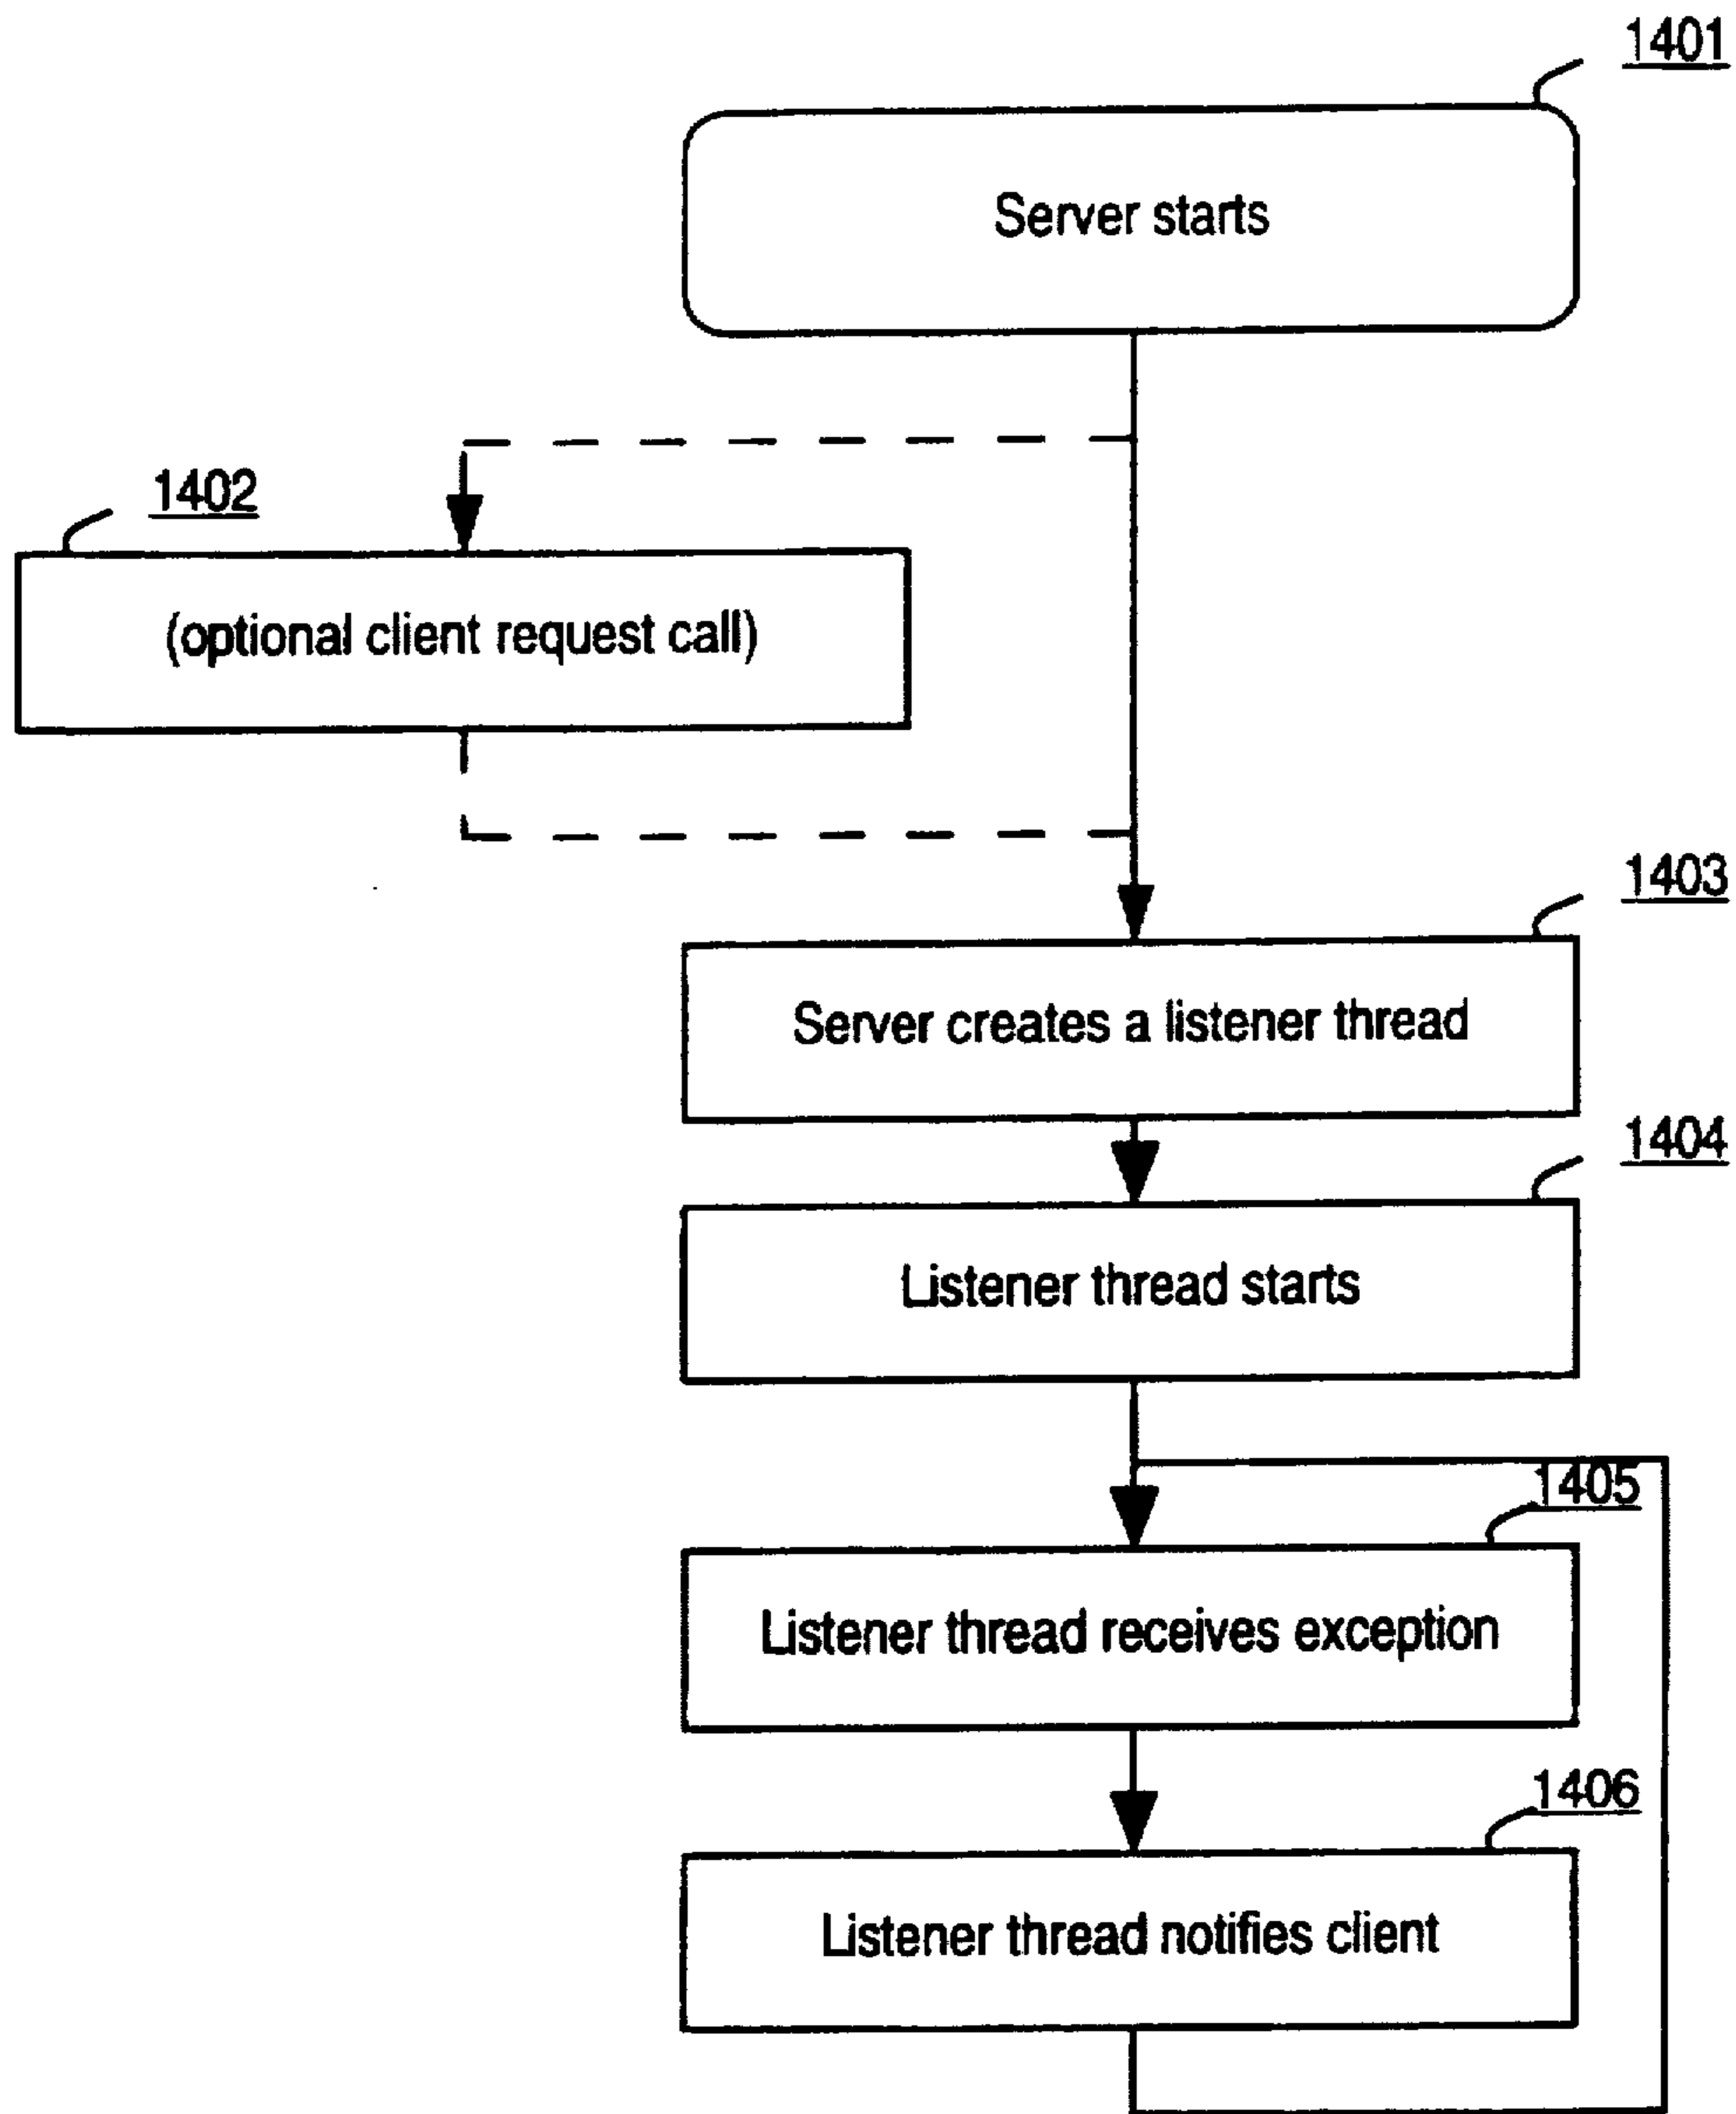 1401
Server starts
1402
(optional client request call)
1403
Server creates a listener thread
1404
Listener thread starts
1405
Listener thread receives exception
1406
Listener thread notifies client